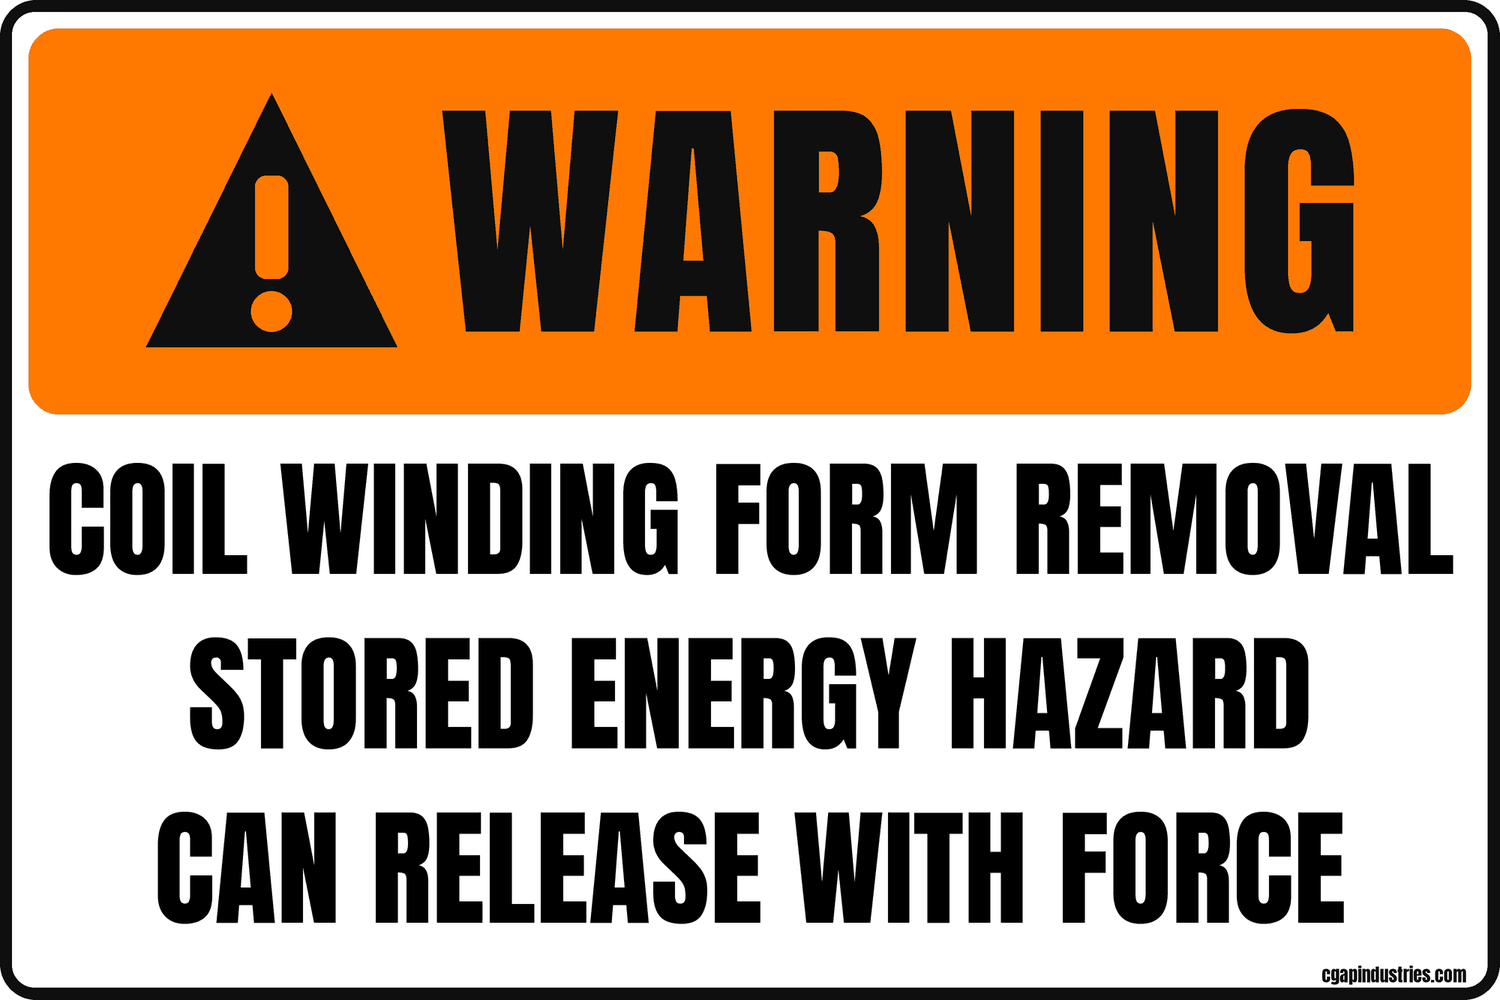 WARNING
COIL WINDING FORM REMOVAL
STORED ENERGY HAZARD
CAN RELEASE WITH FORCE
cgapindustries.com